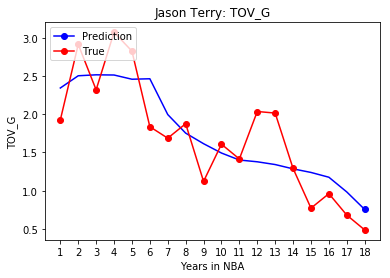 Jason Terry: TOV_G
Prediction
True
TOV_G
3.0
2.5
2.0
1.5
1.0
0.5
1 2 3 4 5 6 7 8 9 10 11 12 13 14 15 16 17 18
Years in NBA